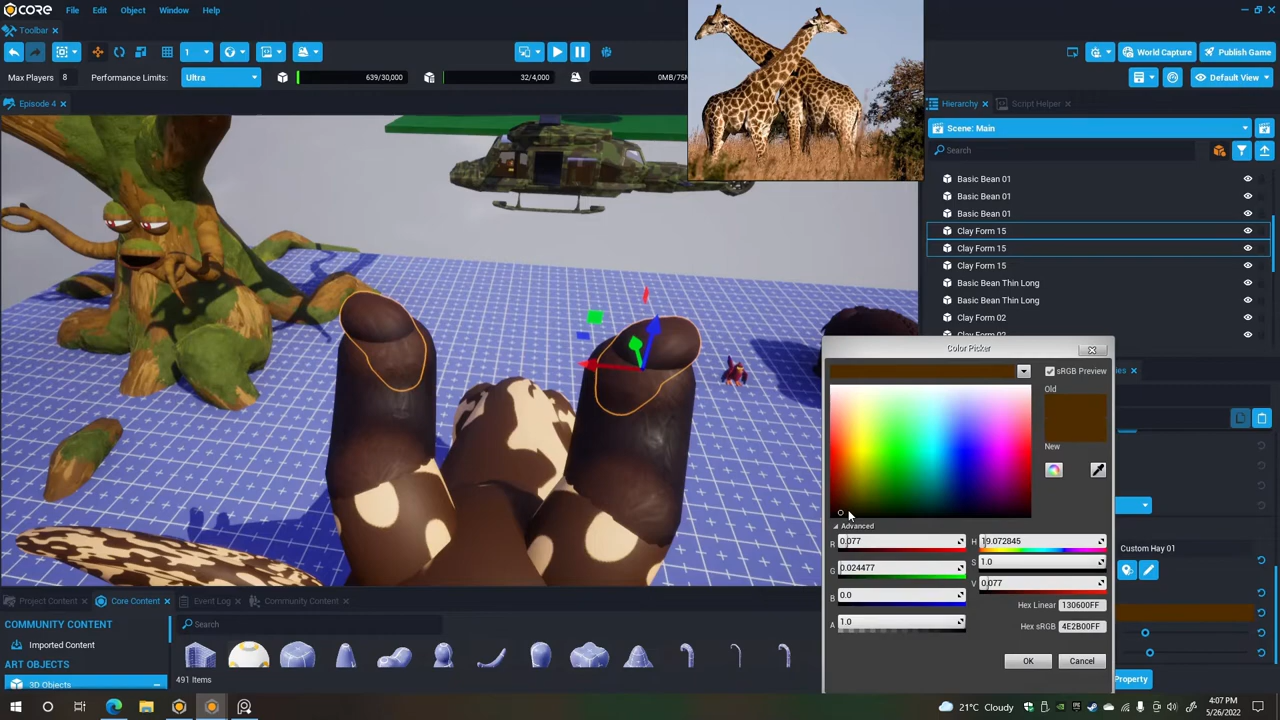 CORE File Edit Object Window Help
Toolbar
1 World Capture Publish Game
Max Players 8 Performance Limits: Ultra 639/30,000 32/4,000 0MB/75M Default View
Episode 4 Hierarchy Script Helper
Scene: Main
Search
Basic Bean 01
Basic Bean 01
Basic Bean 01
Clay Form 15
Clay Form 15
Clay Form 15
Basic Bean Thin Long
Basic Bean Thin Long
Clay Form 02
Clay Form 02
Color Picker
sRGB Preview
Old
New
Advanced
R 0.077 H 19.072845
G 0.024477 S 1.0
B 0.0 V 0.077
A 1.0 Hex Linear 130600FF
Hex sRGB 4E2B00FF
OK Cancel
Custom Hay 01
Property
Project Content Core Content Event Log Community Content
COMMUNITY CONTENT Search
Imported Content
ART OBJECTS
3D Objects 491 Items
21°C Cloudy 4:07 PM
5/26/2022